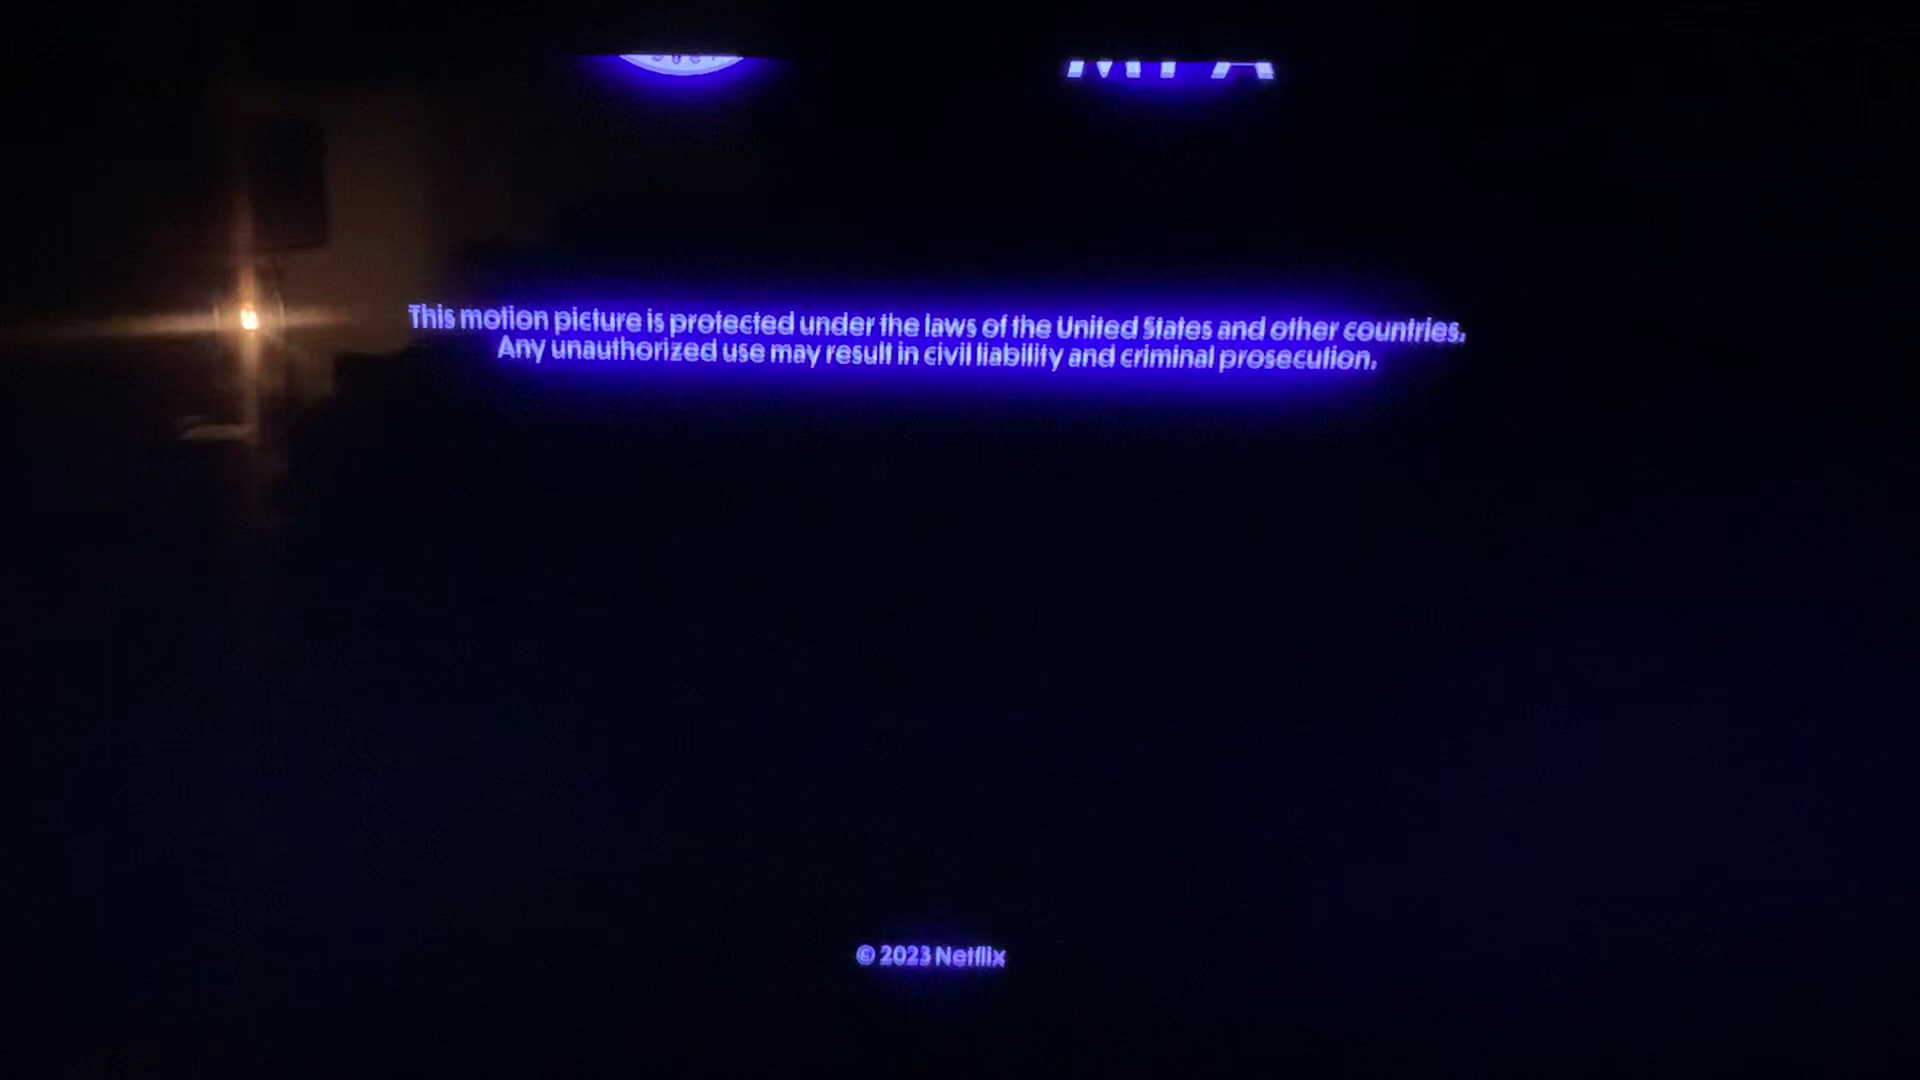 MPA
This motion picture is protected under the laws of the United States and other countries.
Any unauthorized use may result in civil liability and criminal prosecution.
© 2023 Netflix